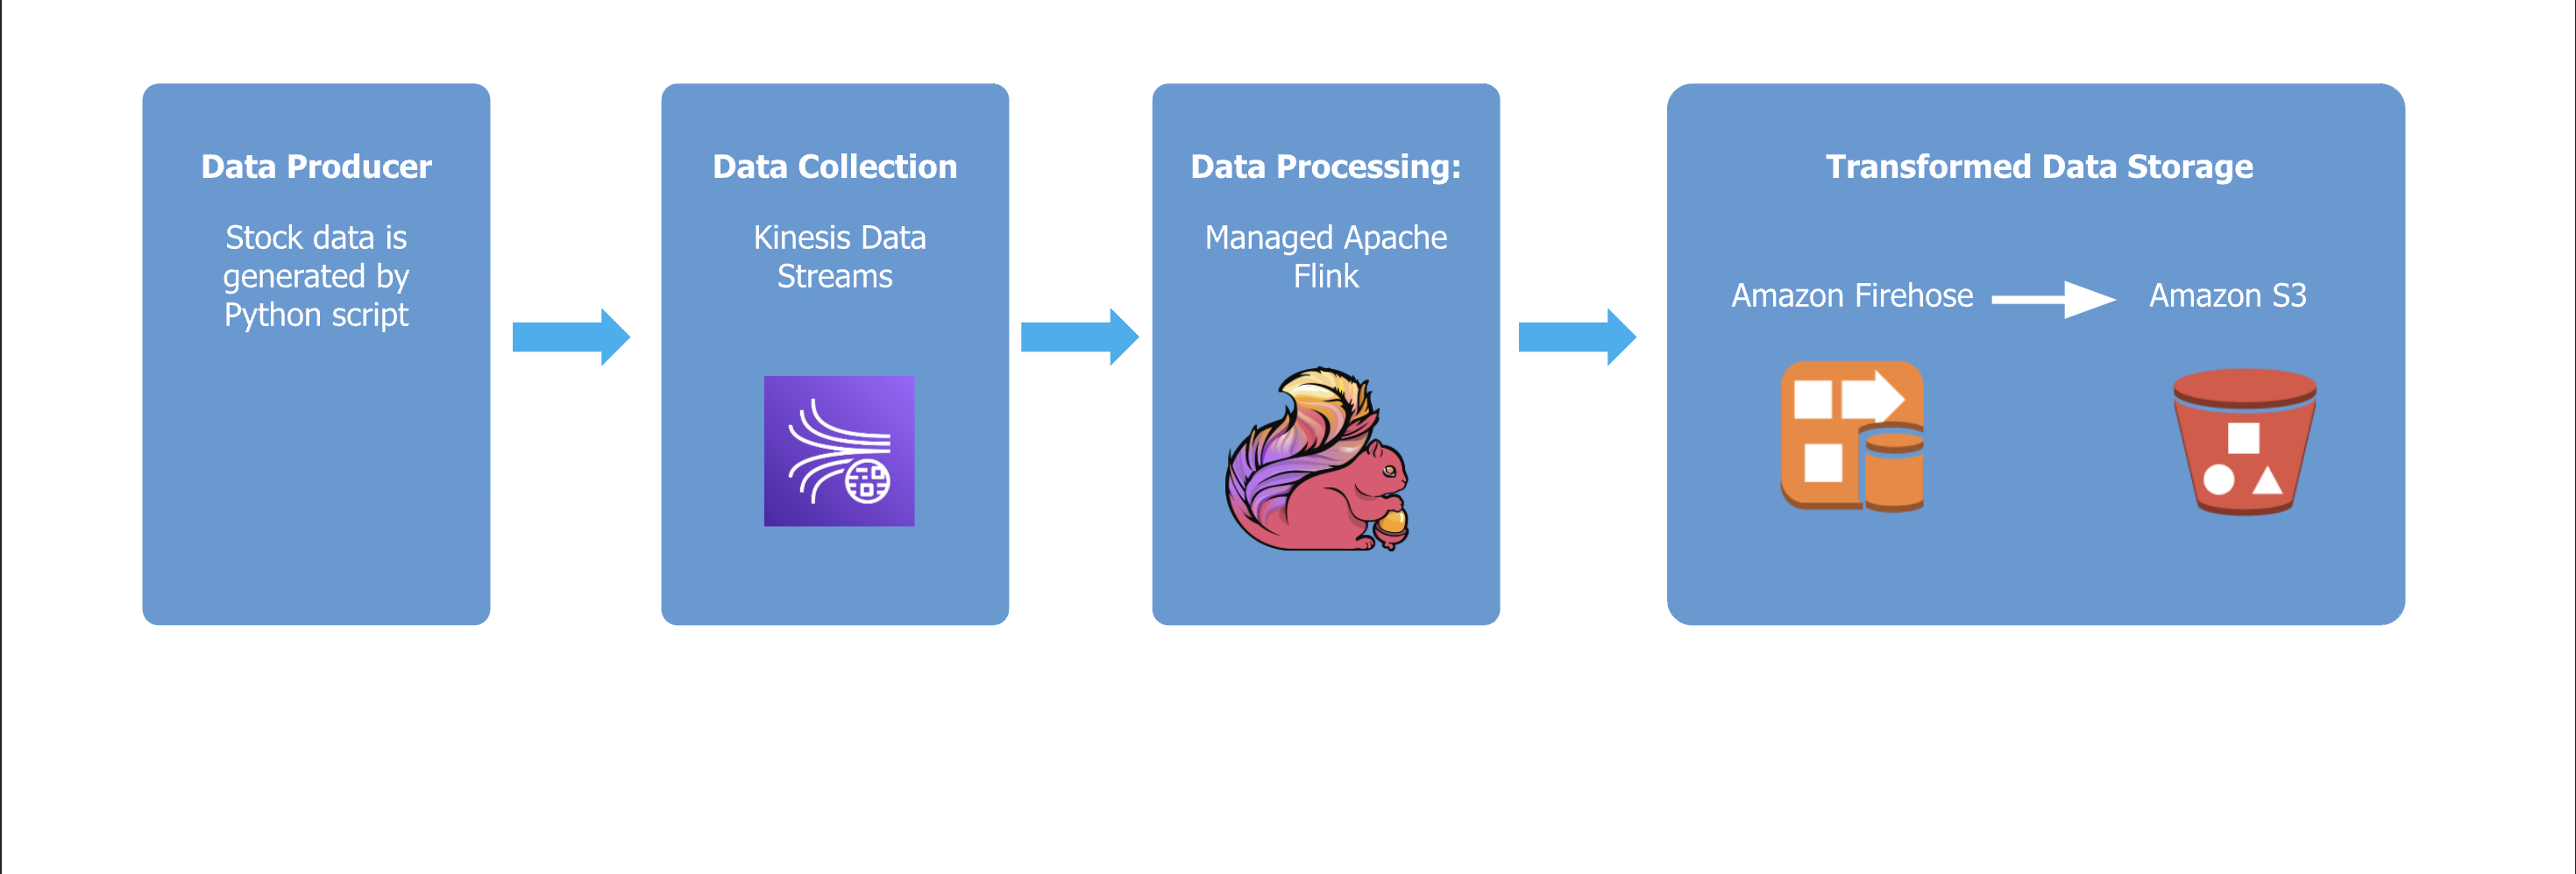 Data Producer
Stock data is
generated by
Python script
Data Collection
Kinesis Data
Streams
Data Processing:
Managed Apache
Flink
Transformed Data Storage
Amazon Firehose
Amazon S3